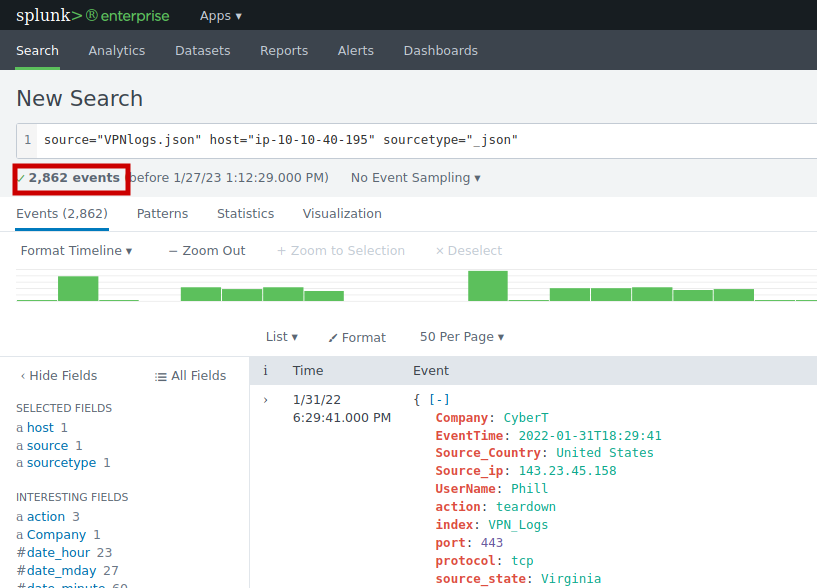 splunk>® enterprise Apps ▾
Search Analytics Datasets Reports Alerts Dashboards
New Search
1 source="VPNlogs.json" host="ip-10-10-40-195" sourcetype="_json"
✓ 2,862 events before 1/27/23 1:12:29.000 PM) No Event Sampling ▾
Events (2,862) Patterns Statistics Visualization
Format Timeline ▾ – Zoom Out + Zoom to Selection × Deselect
List ▾ Format 50 Per Page ▾
‹ Hide Fields All Fields
i Time Event
SELECTED FIELDS
a host 1
a source 1
a sourcetype 1
INTERESTING FIELDS
a action 3
a Company 1
# date_hour 23
# date_mday 27
# date_minute 60
› 1/31/22
6:29:41.000 PM
{ [-]
Company: CyberT
EventTime: 2022-01-31T18:29:41
Source_Country: United States
Source_ip: 143.23.45.158
UserName: Phill
action: teardown
index: VPN_Logs
port: 443
protocol: tcp
source_state: Virginia